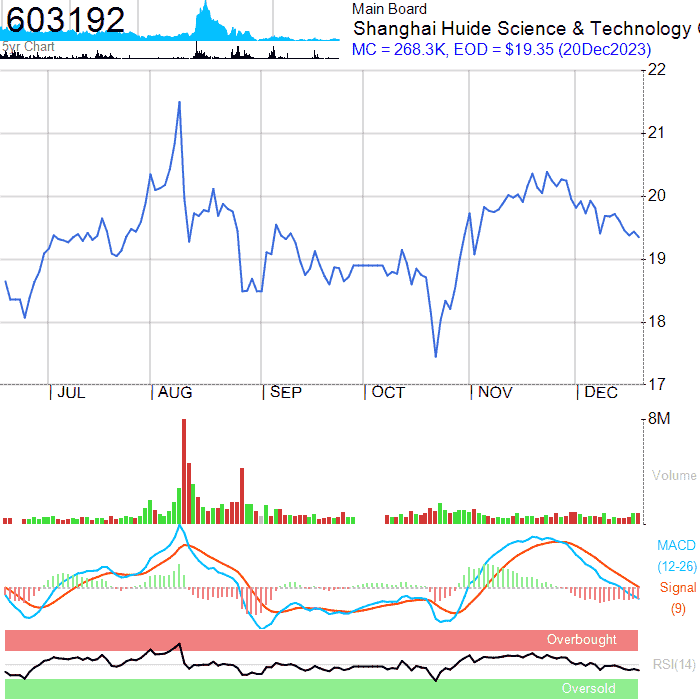 603192
5yr Chart
Main Board
Shanghai Huide Science & Technology
MC = 268.3K, EOD = $19.35 (20Dec2023)
22
21
20
19
18
17
JUL AUG SEP OCT NOV DEC
8M
Volume
MACD
(12-26)
Signal
(9)
Overbought
RSI(14)
Oversold